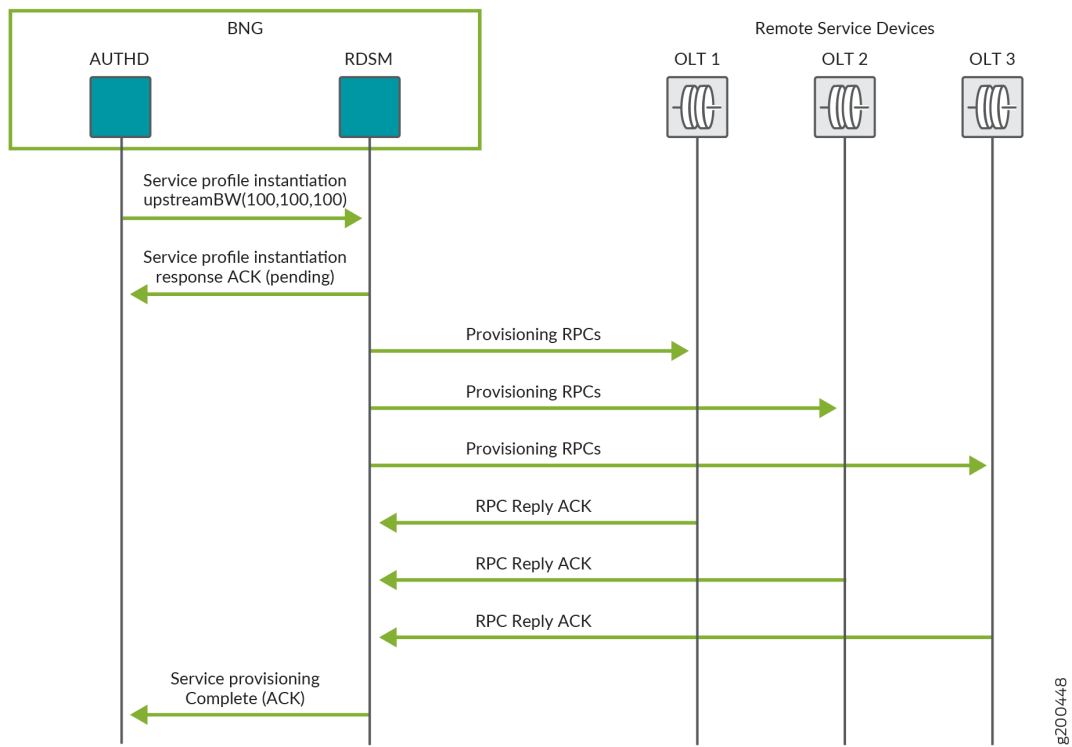 BNG
Remote Service Devices
AUTHD
RDSM
OLT 1
OLT 2
OLT 3
Service profile instantiation
upstreamBW(100,100,100)
Service profile instantiation
response ACK (pending)
Provisioning RPCs
Provisioning RPCs
Provisioning RPCs
RPC Reply ACK
RPC Reply ACK
RPC Reply ACK
Service provisioning
Complete (ACK)
g200448